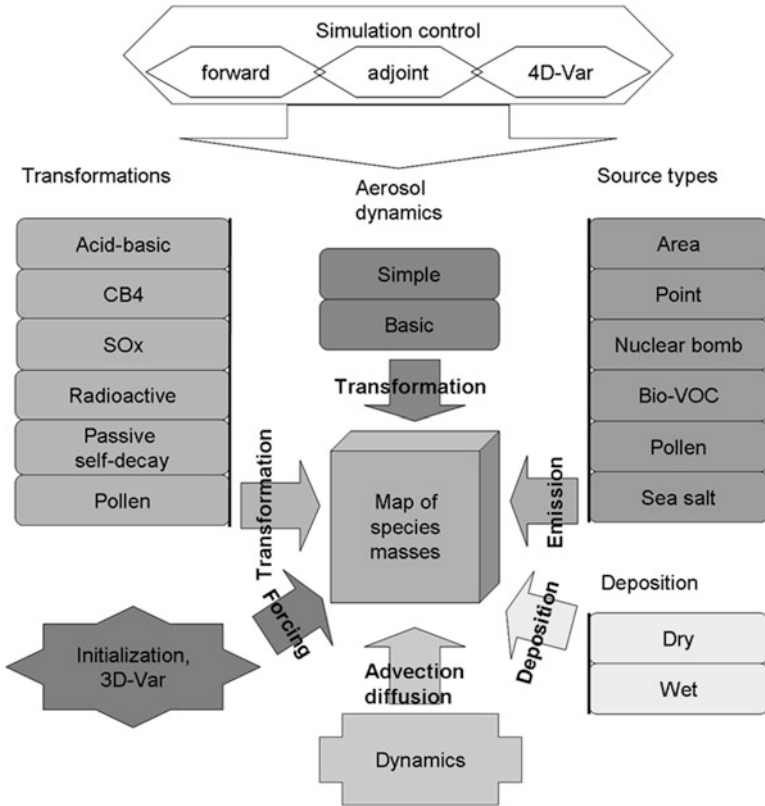 Simulation control
forward
adjoint
4D-Var
Transformations
Aerosol
dynamics
Source types
Acid-basic
CB4
SOx
Radioactive
Passive
self-decay
Pollen
Simple
Basic
Transformation
Area
Point
Nuclear bomb
Bio-VOC
Pollen
Sea salt
Transformation
Map of
species
masses
Emission
Forcing
Deposition
Deposition
Dry
Wet
Initialization,
3D-Var
Advection
diffusion
Dynamics